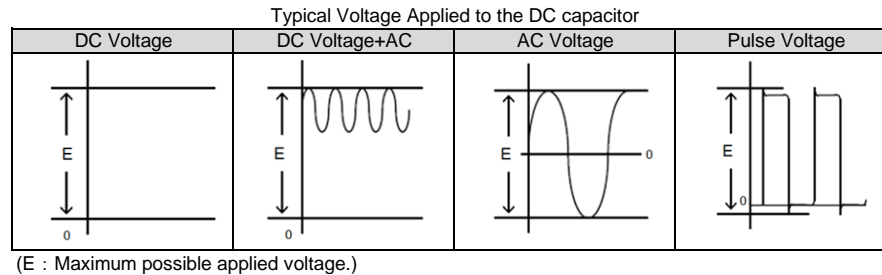 Typical Voltage Applied to the DC capacitor
DC Voltage DC Voltage+AC AC Voltage Pulse Voltage
E E E E
0 0 0 0
(E：Maximum possible applied voltage.)